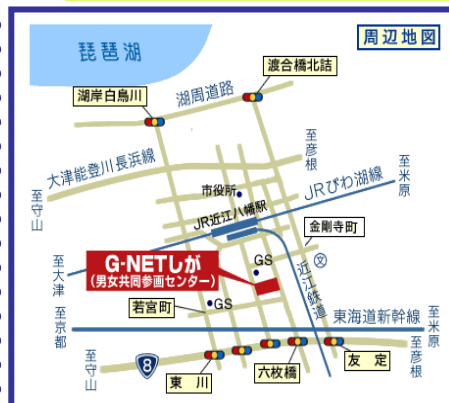 周辺地図
琵琶湖
渡合橋北詰
湖岸白鳥川
湖周道路
大津能登川長浜線
至彦根
至守山
市役所
JRびわ湖線
至米原
JR近江八幡駅
金剛寺町
G-NETしが
(男女共同参画センター)
GS
文
近江鉄道
至大津
GS
若宮町
至京都
東海道新幹線
至米原
至守山
8
東川
六枚橋
友定
至彦根